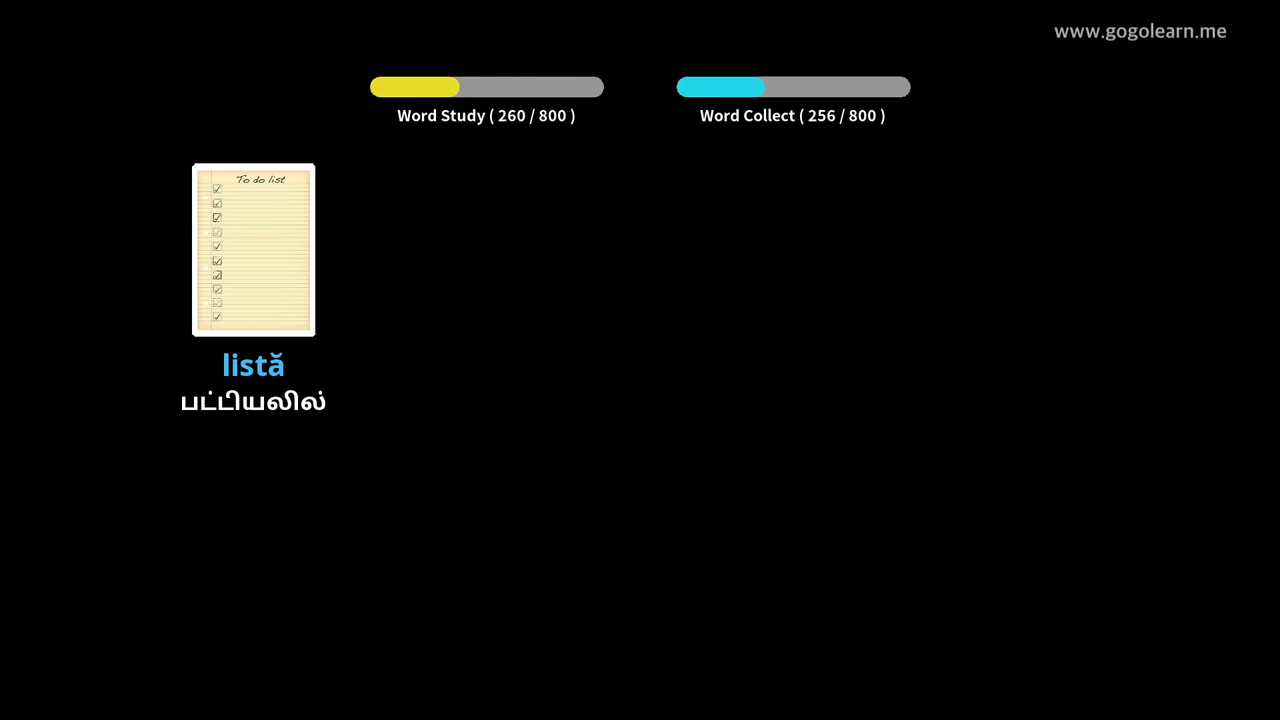 www.gogolearn.me
Word Study ( 260 / 800 )
Word Collect ( 256 / 800 )
To do list
listă
பட்டியலில்